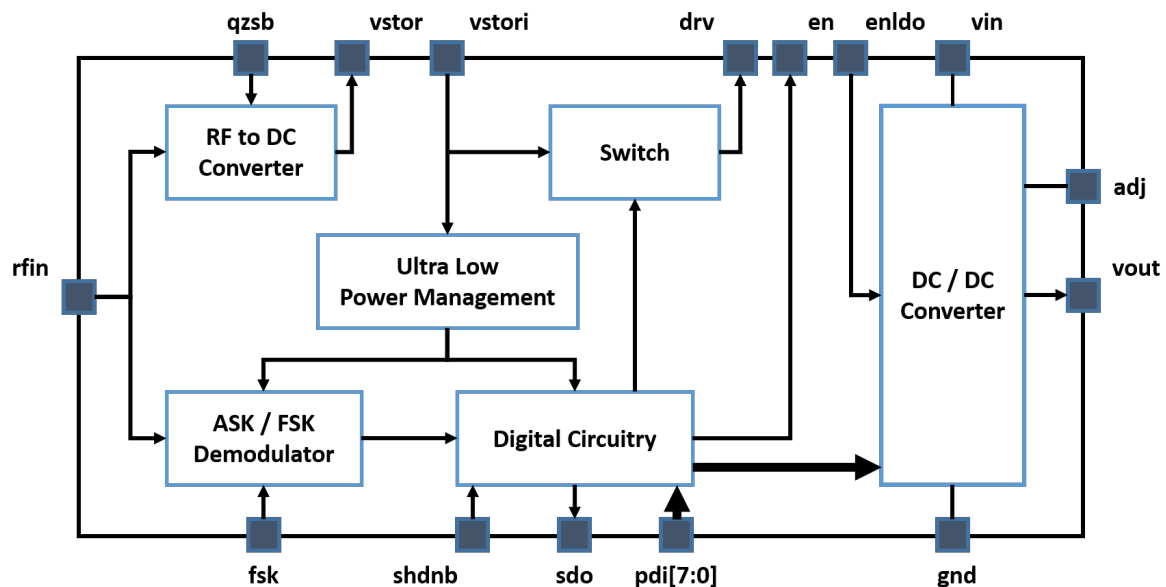 qzsb vstor vstori drv en enldo vin
RF to DC
Converter
Switch
adj
rfin
Ultra Low
Power Management
vout
DC / DC
Converter
ASK / FSK
Demodulator
Digital Circuitry
fsk shdnb sdo pdi[7:0] gnd